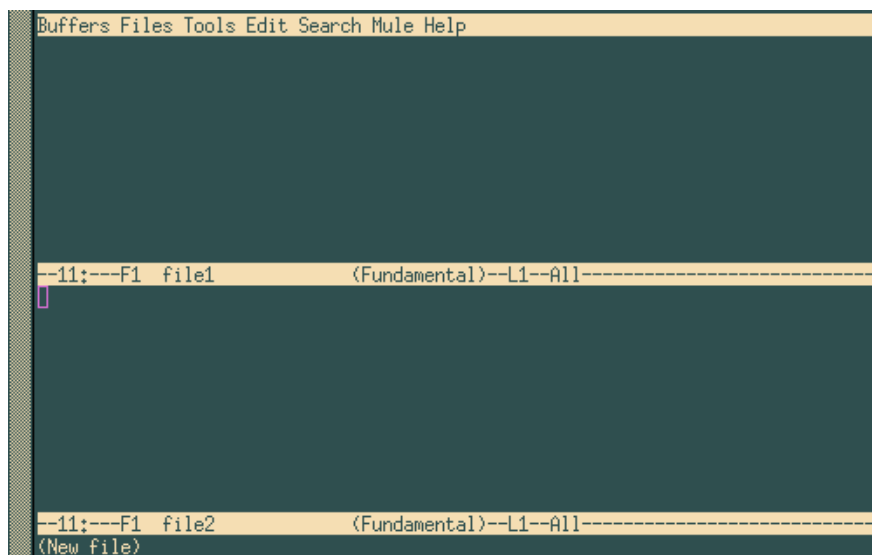 Buffers Files Tools Edit Search Mule Help
--11:---F1  file1             (Fundamental)--L1--All---------------------------
--11:---F1  file2             (Fundamental)--L1--All---------------------------
(New file)